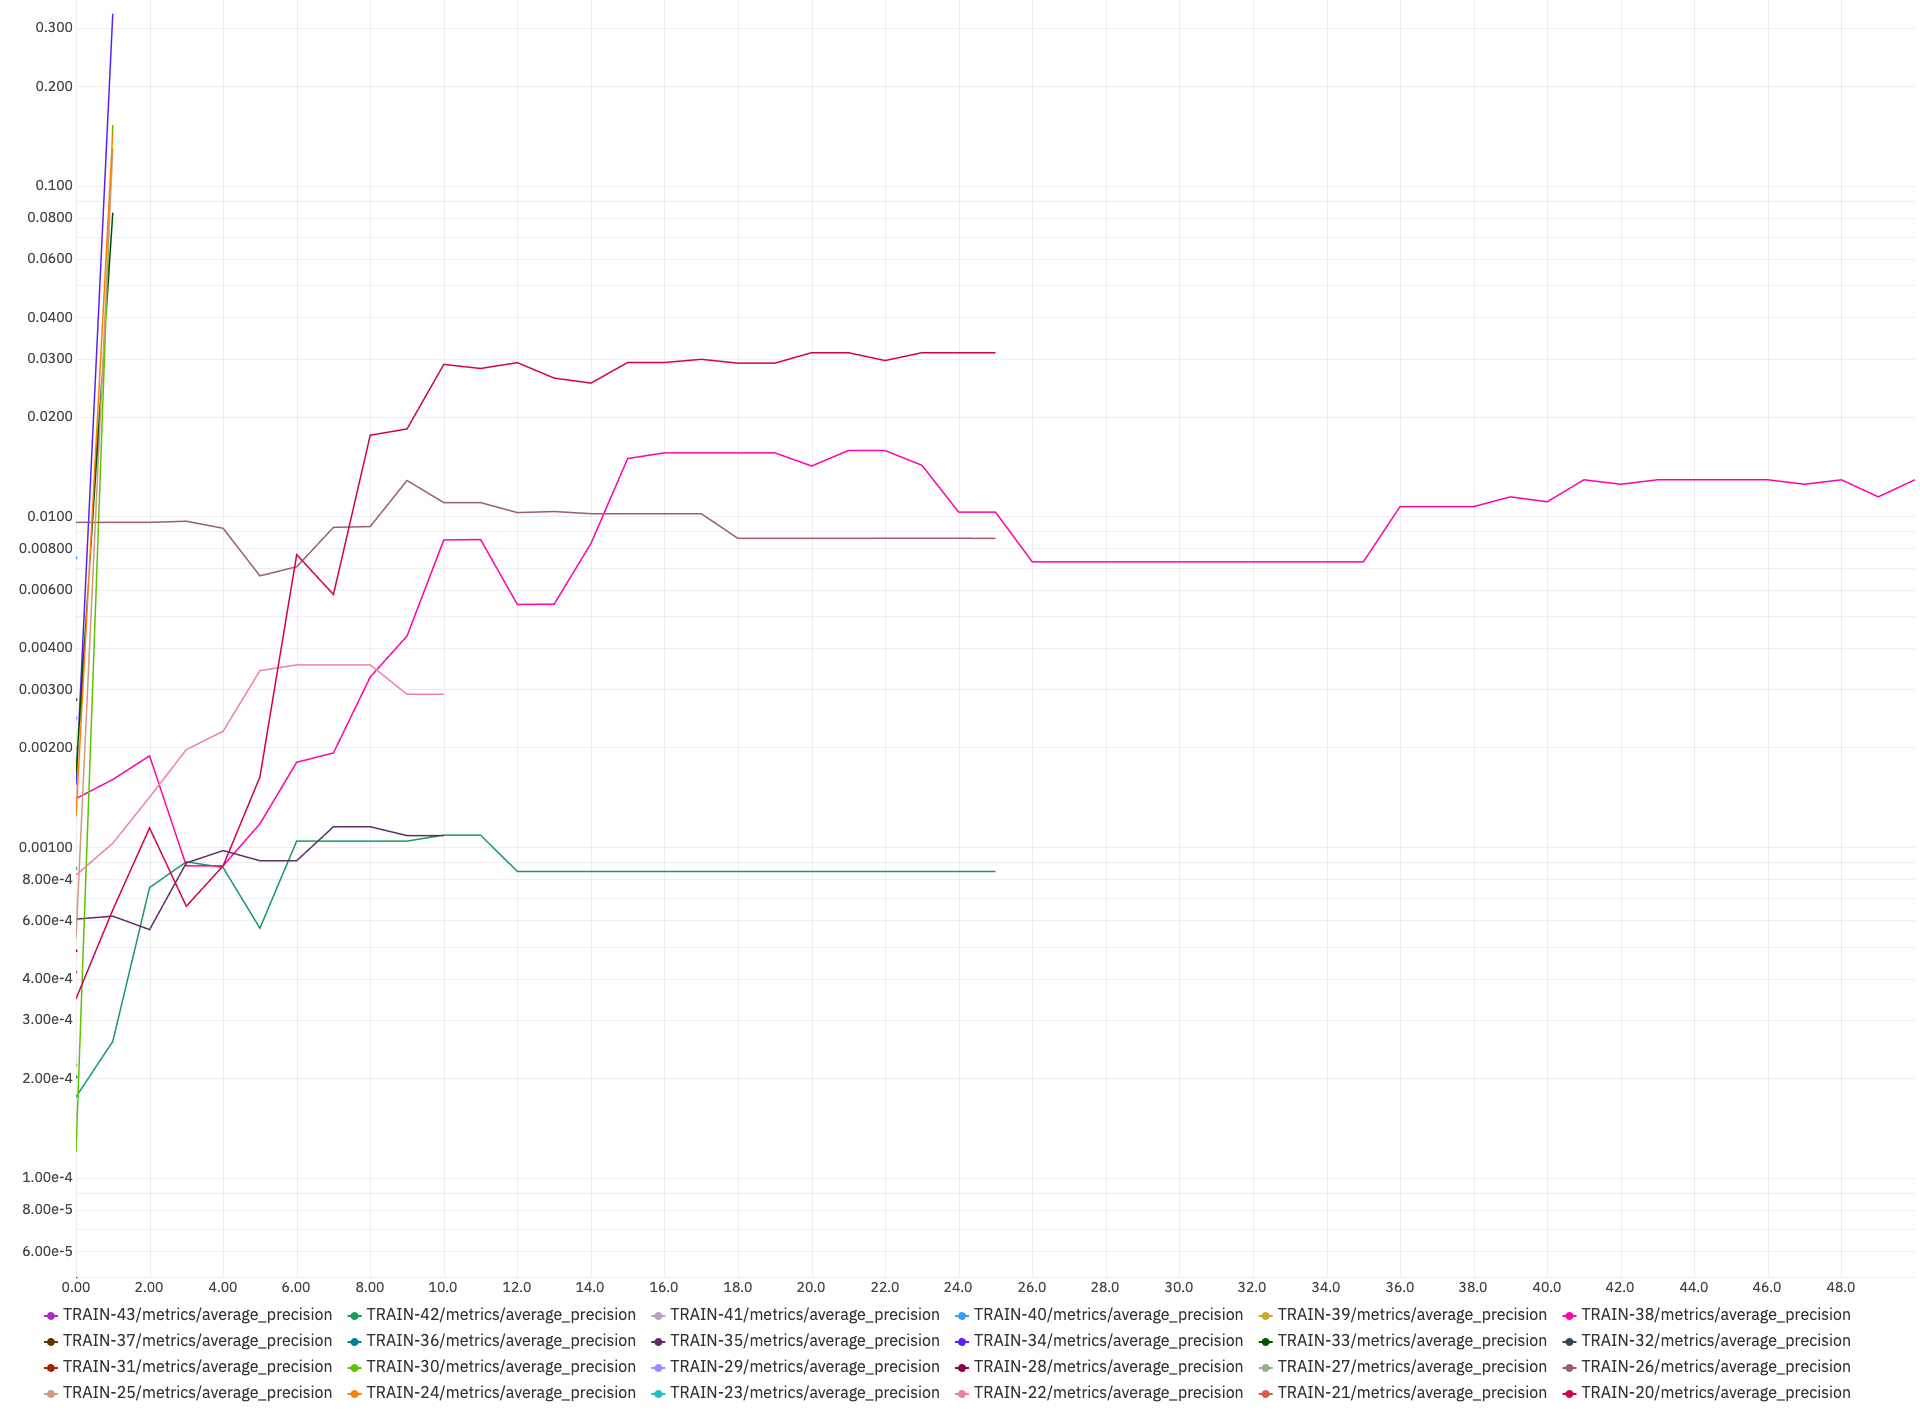 0.300
0.200
0.100
0.0800
0.0600
0.0400
0.0300
0.0200
0.0100
0.00800
0.00600
0.00400
0.00300
0.00200
0.00100
8.00e-4
6.00e-4
4.00e-4
3.00e-4
2.00e-4
1.00e-4
8.00e-5
6.00e-5
0.00 2.00 4.00 6.00 8.00 10.0 12.0 14.0 16.0 18.0 20.0 22.0 24.0 26.0 28.0 30.0 32.0 34.0 36.0 38.0 40.0 42.0 44.0 46.0 48.0
TRAIN-43/metrics/average_precision TRAIN-42/metrics/average_precision TRAIN-41/metrics/average_precision TRAIN-40/metrics/average_precision TRAIN-39/metrics/average_precision TRAIN-38/metrics/average_precision
TRAIN-37/metrics/average_precision TRAIN-36/metrics/average_precision TRAIN-35/metrics/average_precision TRAIN-34/metrics/average_precision TRAIN-33/metrics/average_precision TRAIN-32/metrics/average_precision
TRAIN-31/metrics/average_precision TRAIN-30/metrics/average_precision TRAIN-29/metrics/average_precision TRAIN-28/metrics/average_precision TRAIN-27/metrics/average_precision TRAIN-26/metrics/average_precision
TRAIN-25/metrics/average_precision TRAIN-24/metrics/average_precision TRAIN-23/metrics/average_precision TRAIN-22/metrics/average_precision TRAIN-21/metrics/average_precision TRAIN-20/metrics/average_precision